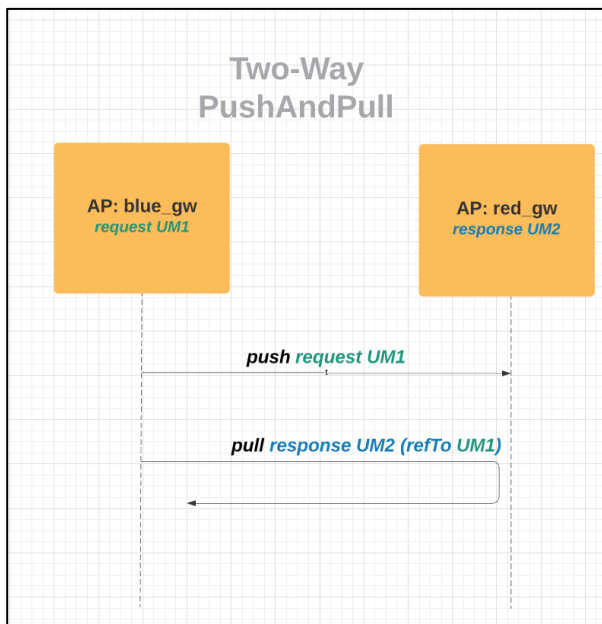 Two-Way
PushAndPull
AP: blue_gw
request UM1
AP: red_gw
response UM2
push request UM1
pull response UM2 (refTo UM1)